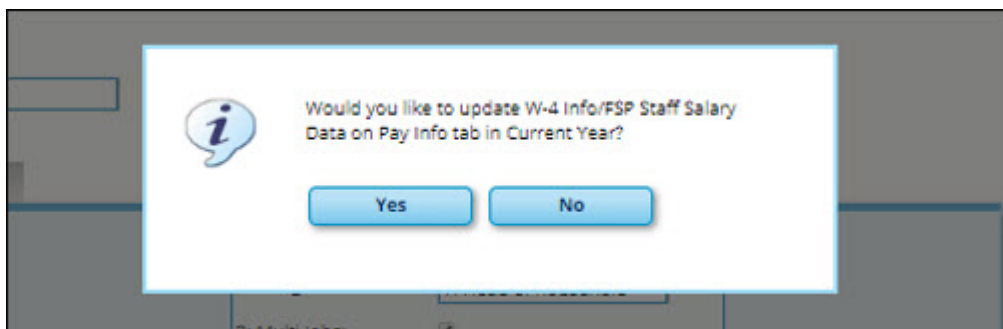 Would you like to update W-4 Info/FSP Staff Salary
Data on Pay Info tab in Current Year?
Yes
No